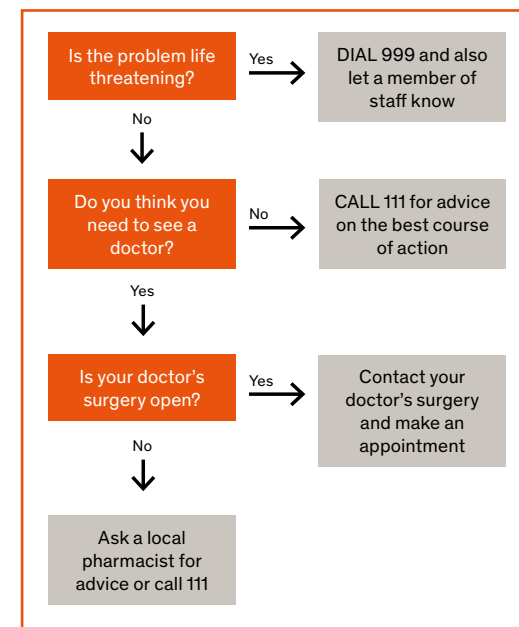 Is the problem life
threatening?
Yes
DIAL 999 and also
let a member of
staff know
No
Do you think you
need to see a
doctor?
No
CALL 111 for advice
on the best course
of action
Yes
Is your doctor's
surgery open?
Yes
Contact your
doctor's surgery
and make an
appointment
No
Ask a local
pharmacist for
advice or call 111